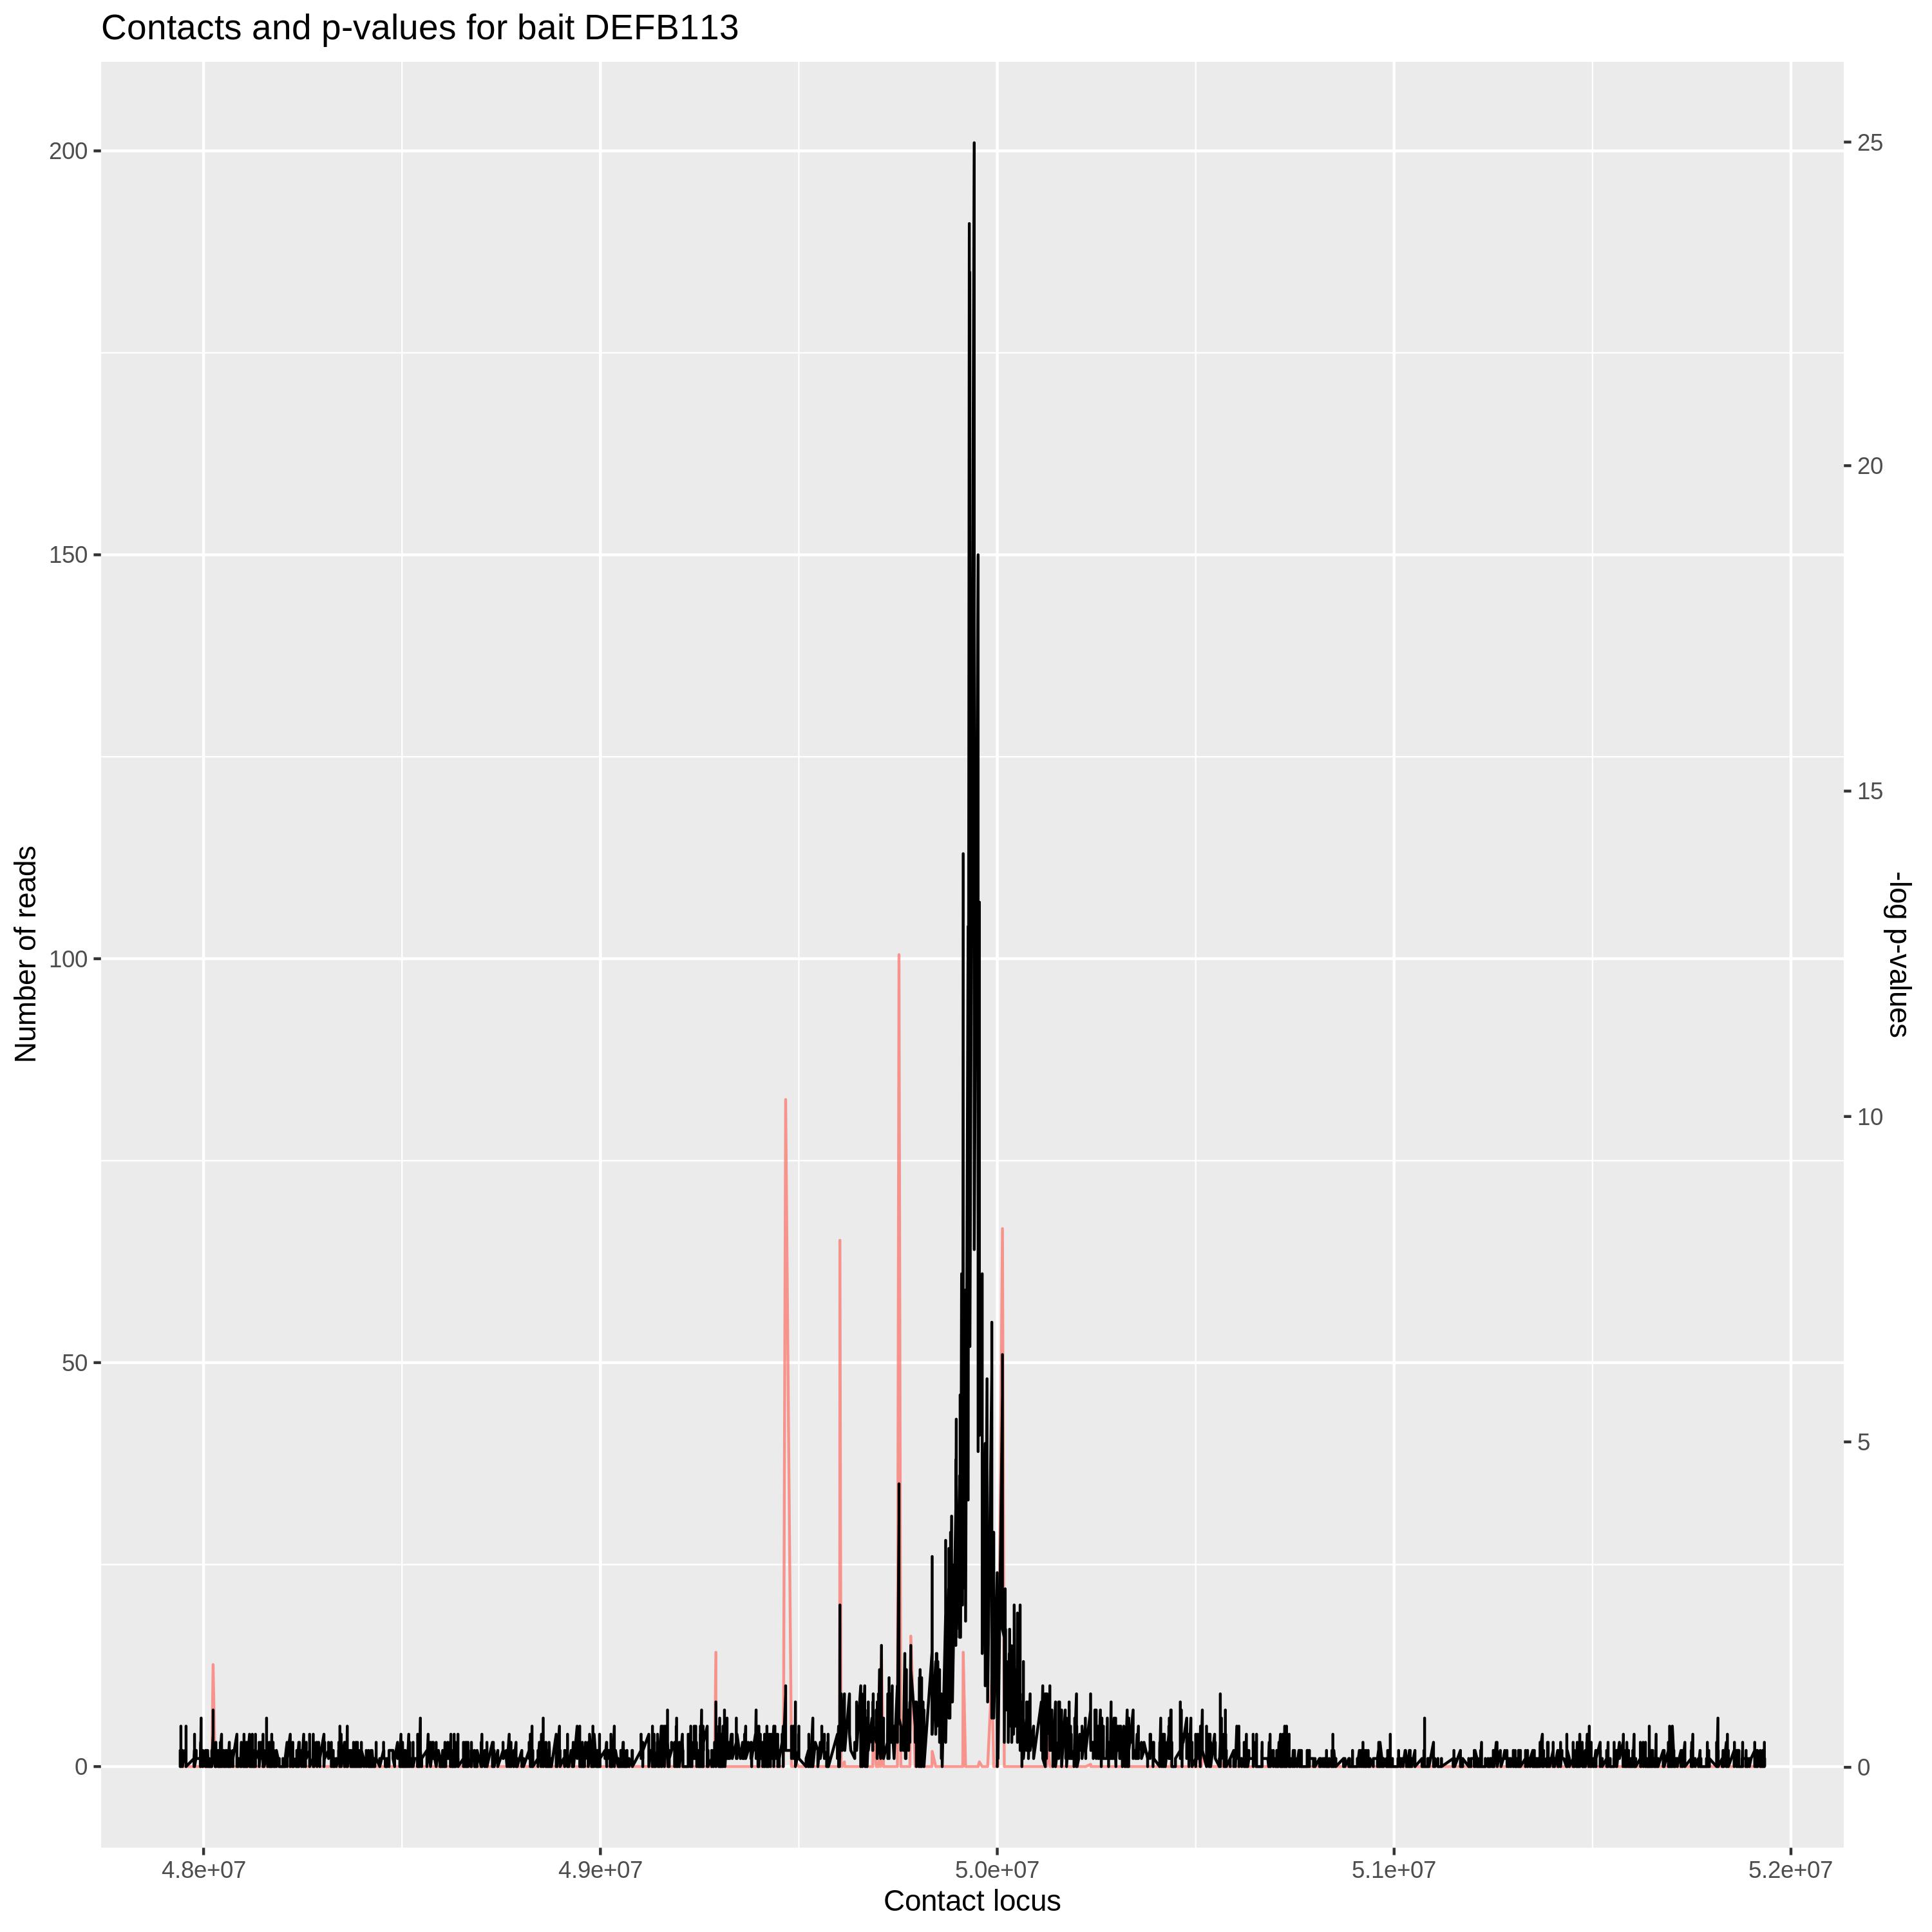 Contacts and p-values for bait DEFB113
Number of reads
200
150
100
50
0
25
20
15
10
5
0
-log p-values
4.8e+07 4.9e+07 5.0e+07 5.1e+07 5.2e+07
Contact locus